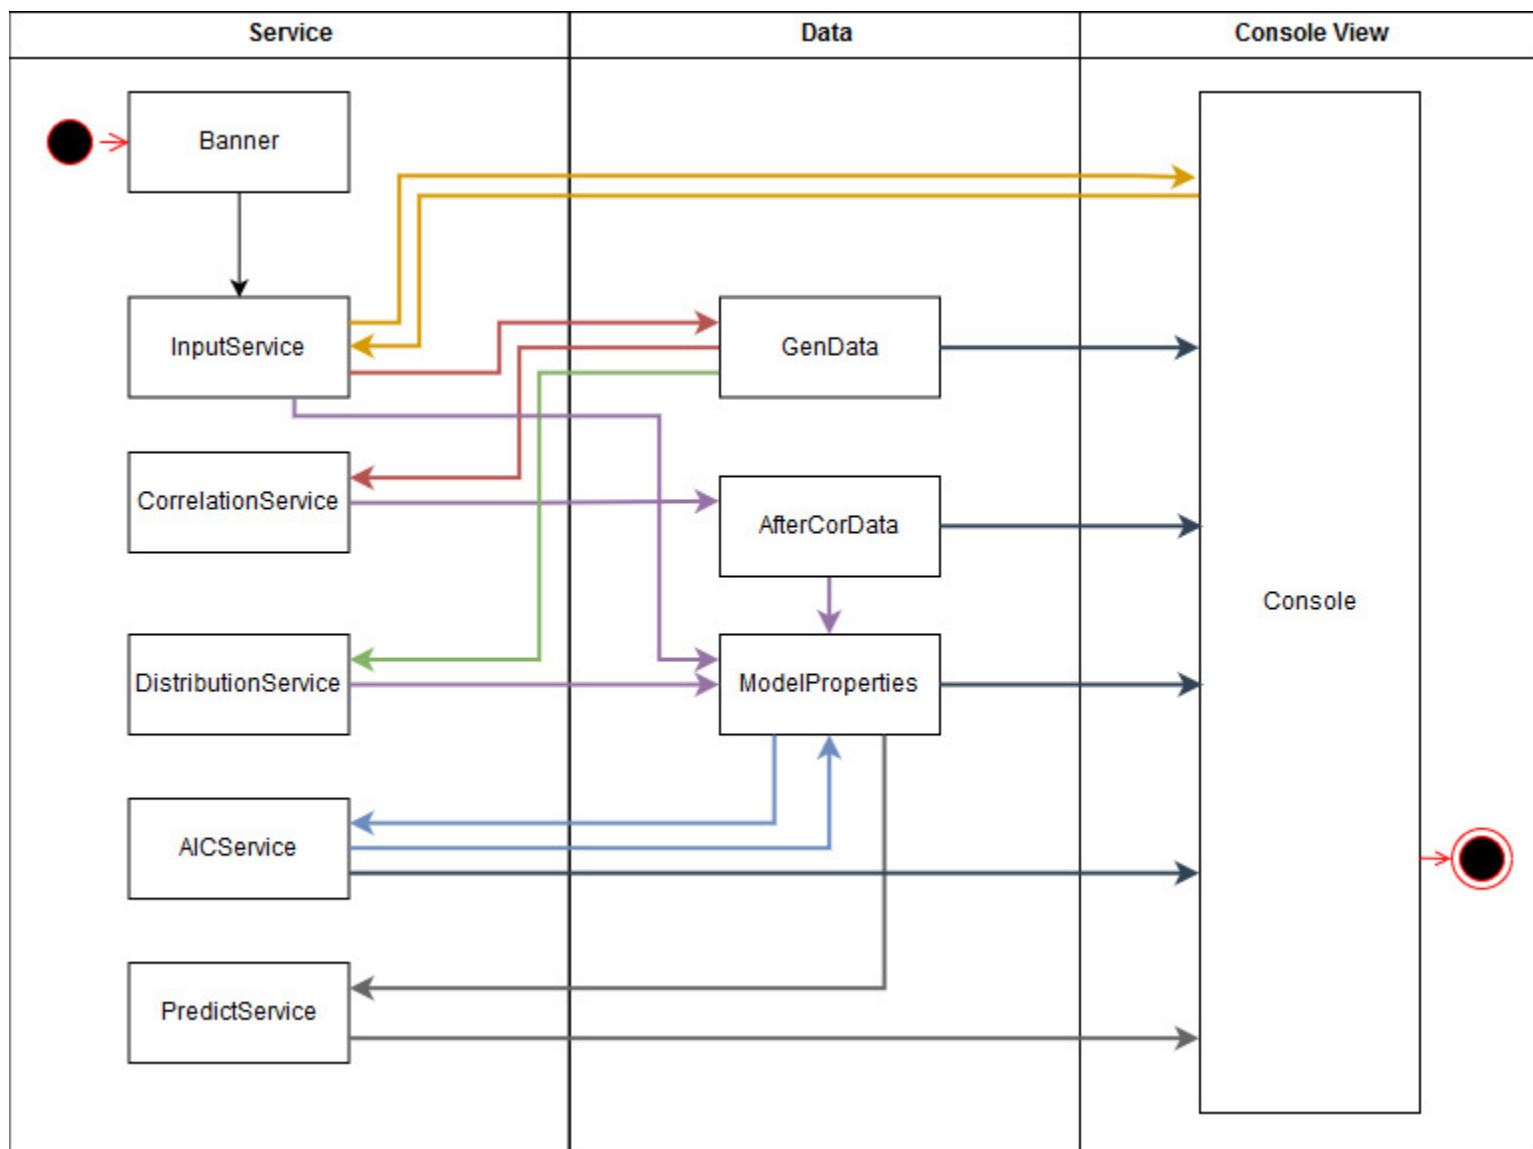 Service
Data
Console View
Banner
InputService
GenData
CorrelationService
AfterCorData
Console
DistributionService
ModelProperties
AICService
PredictService